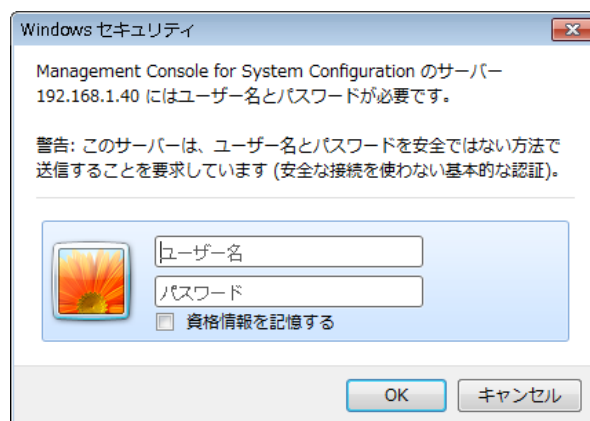 Windows セキュリティ
Management Console for System Configuration のサーバー
192.168.1.40 にはユーザー名とパスワードが必要です。
警告: このサーバーは、ユーザー名とパスワードを安全ではない方法で
送信することを要求しています (安全な接続を使わない基本的な認証)。
ユーザー名
パスワード
資格情報を記憶する
OK
キャンセル